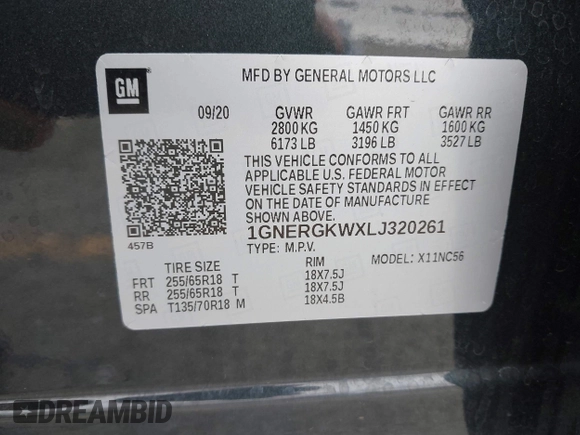 GM
MFD BY GENERAL MOTORS LLC
09/20 GVWR GAWR FRT GAWR RR
2800 KG 1450 KG 1600 KG
6173 LB 3196 LB 3527 LB
THIS VEHICLE CONFORMS TO ALL
APPLICABLE U.S. FEDERAL MOTOR
VEHICLE SAFETY STANDARDS IN EFFECT
ON THE DATE OF MANUFACTURE
SHOWN ABOVE.
457B
1GNERGKWXLJ320261
TYPE: M.P.V. MODEL: X11NC56
TIRE SIZE RIM
FRT 255/65R18 T 18X7.5J
RR 255/65R18 T 18X7.5J
SPA T135/70R18 M 18X4.5B
DREAMBID